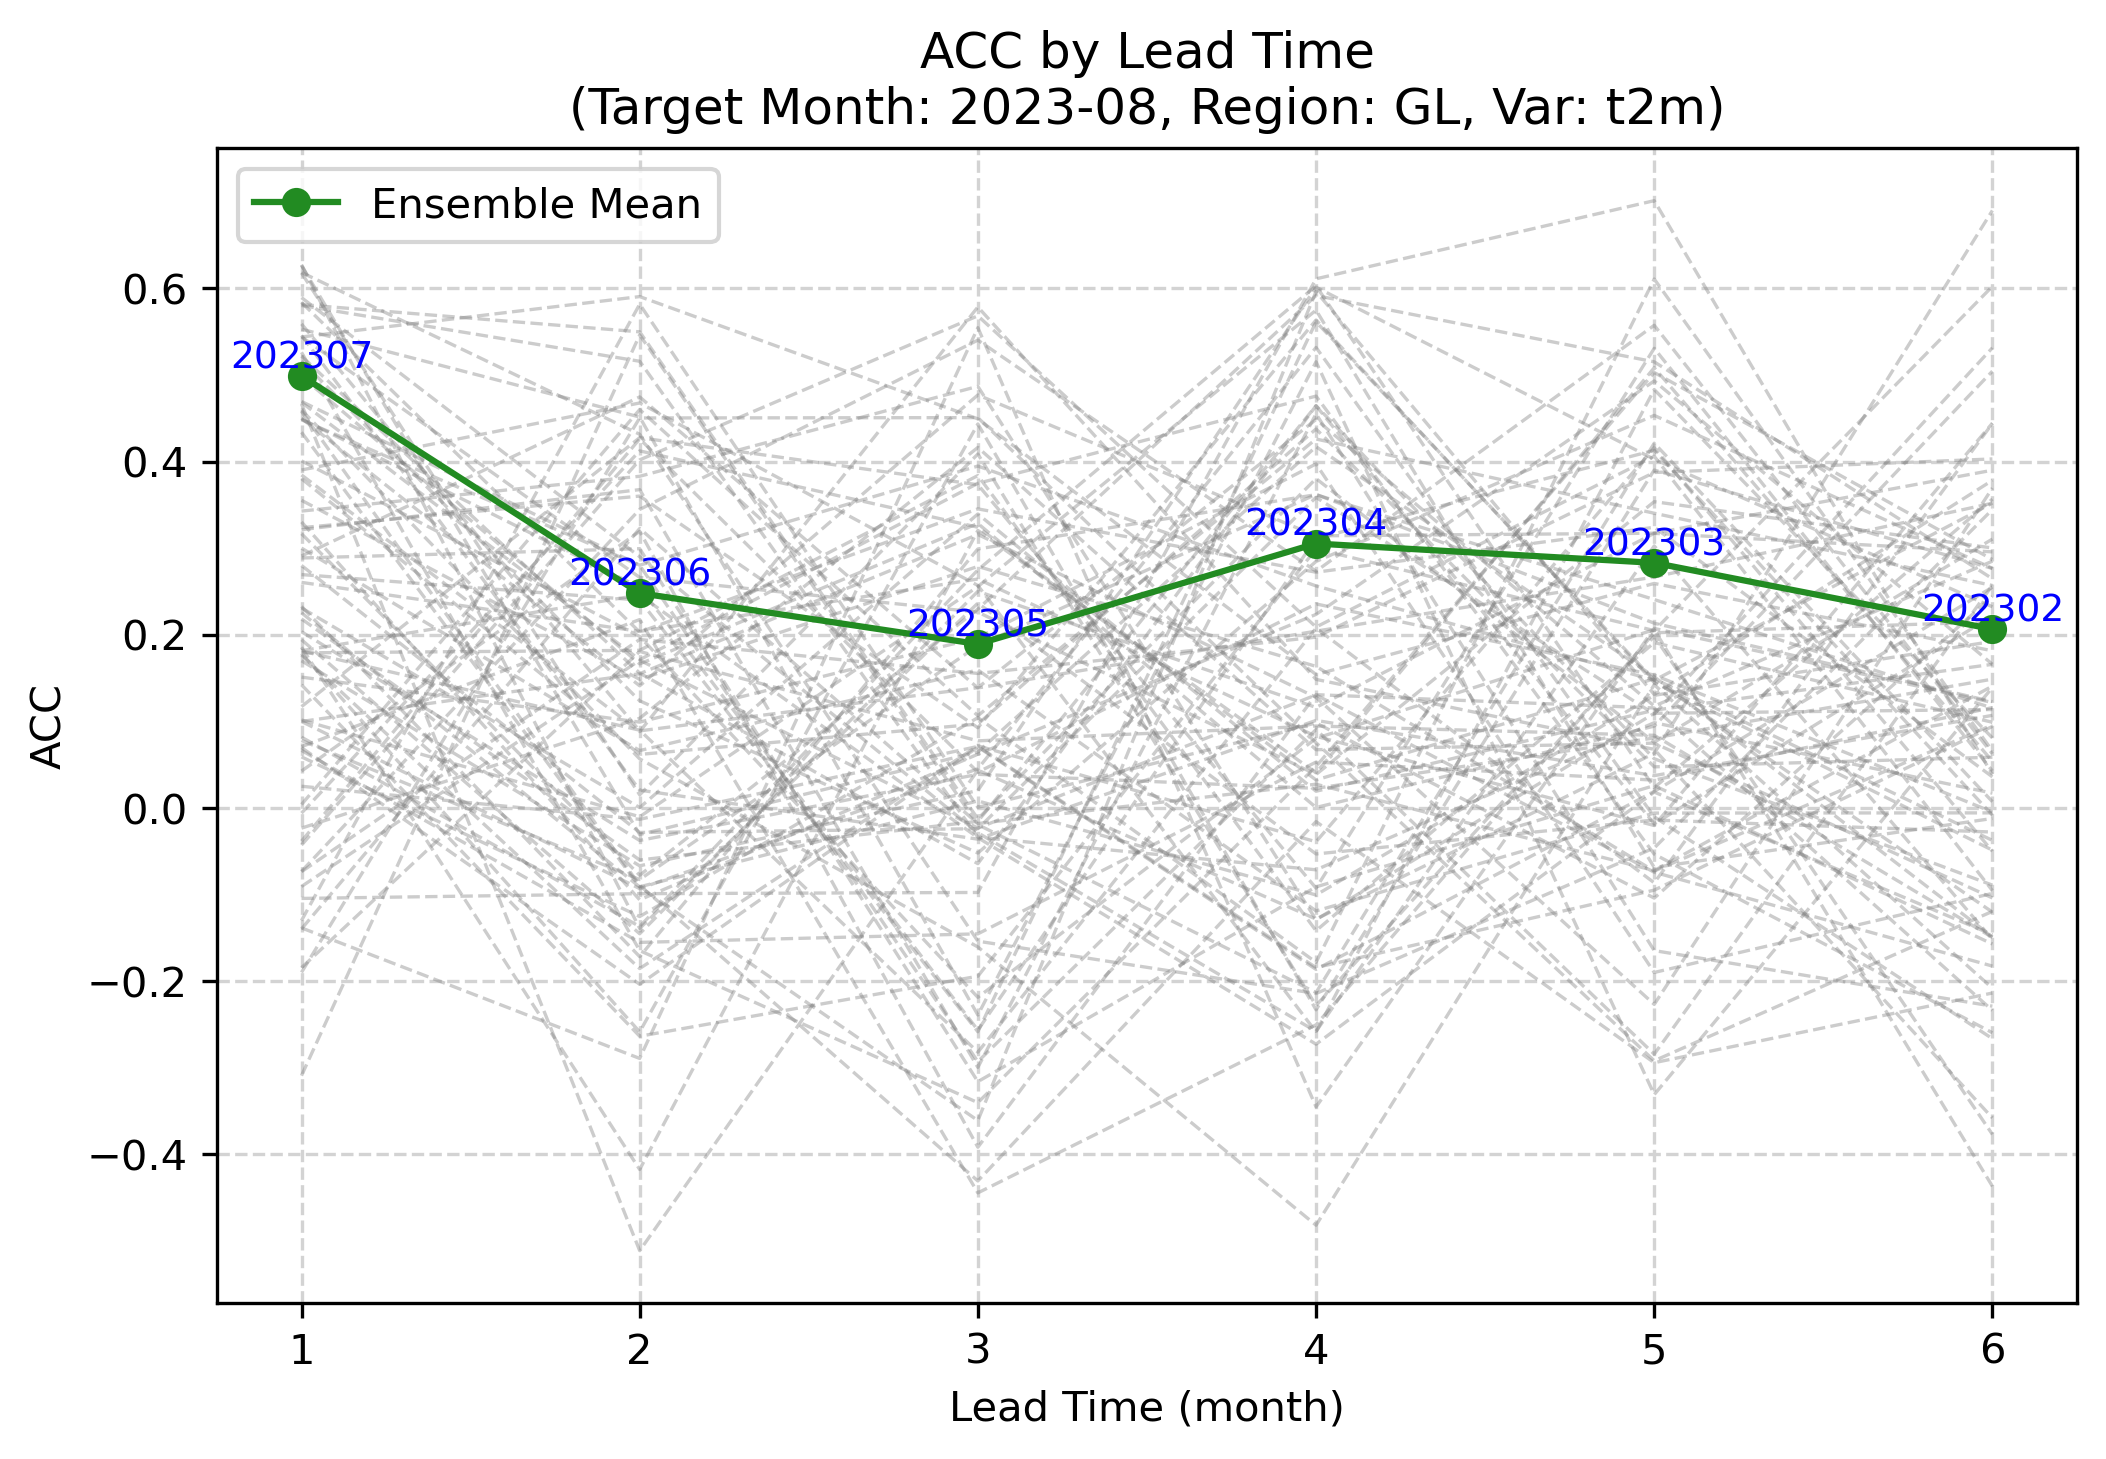 ACC by Lead Time
(Target Month: 2023-08, Region: GL, Var: t2m)
Ensemble Mean
ACC
0.6
0.4
0.2
0.0
−0.2
−0.4
202307
202306
202305
202304
202303
202302
1 2 3 4 5 6
Lead Time (month)